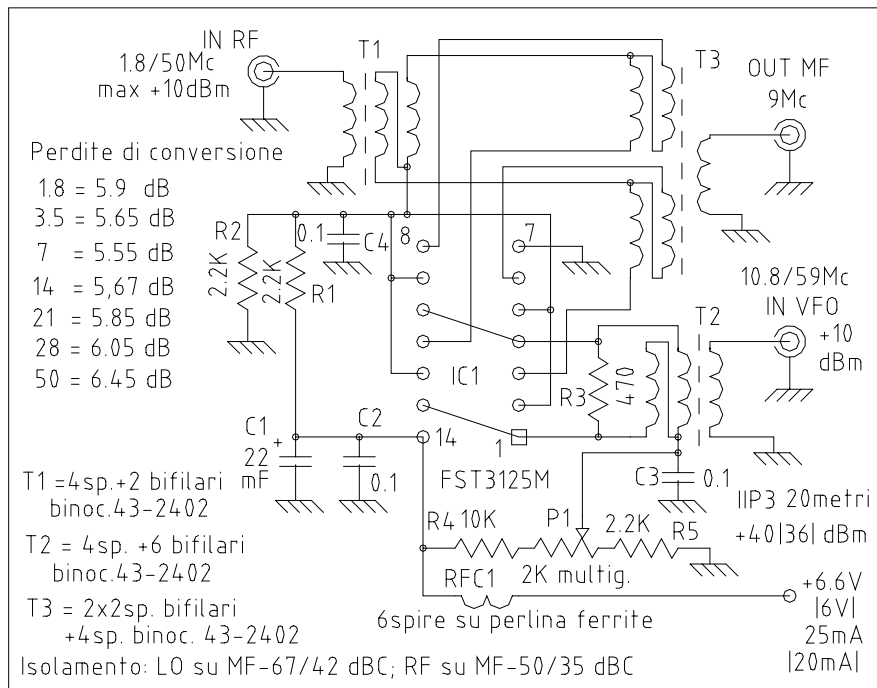 IN RF
1.8/50Mc
max +10dBm
T1
T3
OUT MF
9Mc
Perdite di conversione
1.8 = 5.9 dB
3.5 = 5.65 dB
7 = 5.55 dB
14 = 5,67 dB
21 = 5.85 dB
28 = 6.05 dB
50 = 6.45 dB
R2
2.2K
2.2K
R1
0.1
C4
8
7
10.8/59Mc
IN VFO
+10
dBm
T2
IC1
R3
470
C1
+
22
mF
C2
0.1
14
1
FST3125M
C3
0.1
T1 =4sp.+2 bifilari
binoc.43-2402
T2 = 4sp. +6 bifilari
binoc.43-2402
T3 = 2x2sp. bifilari
+4sp. binoc. 43-2402
R4
10K
P1
2.2K
R5
2K multig.
IIP3 20metri
+40|36| dBm
RFC1
6spire su perlina ferrite
+6.6V
|6V|
25mA
|20mA|
Isolamento: LO su MF-67/42 dBC; RF su MF-50/35 dBC